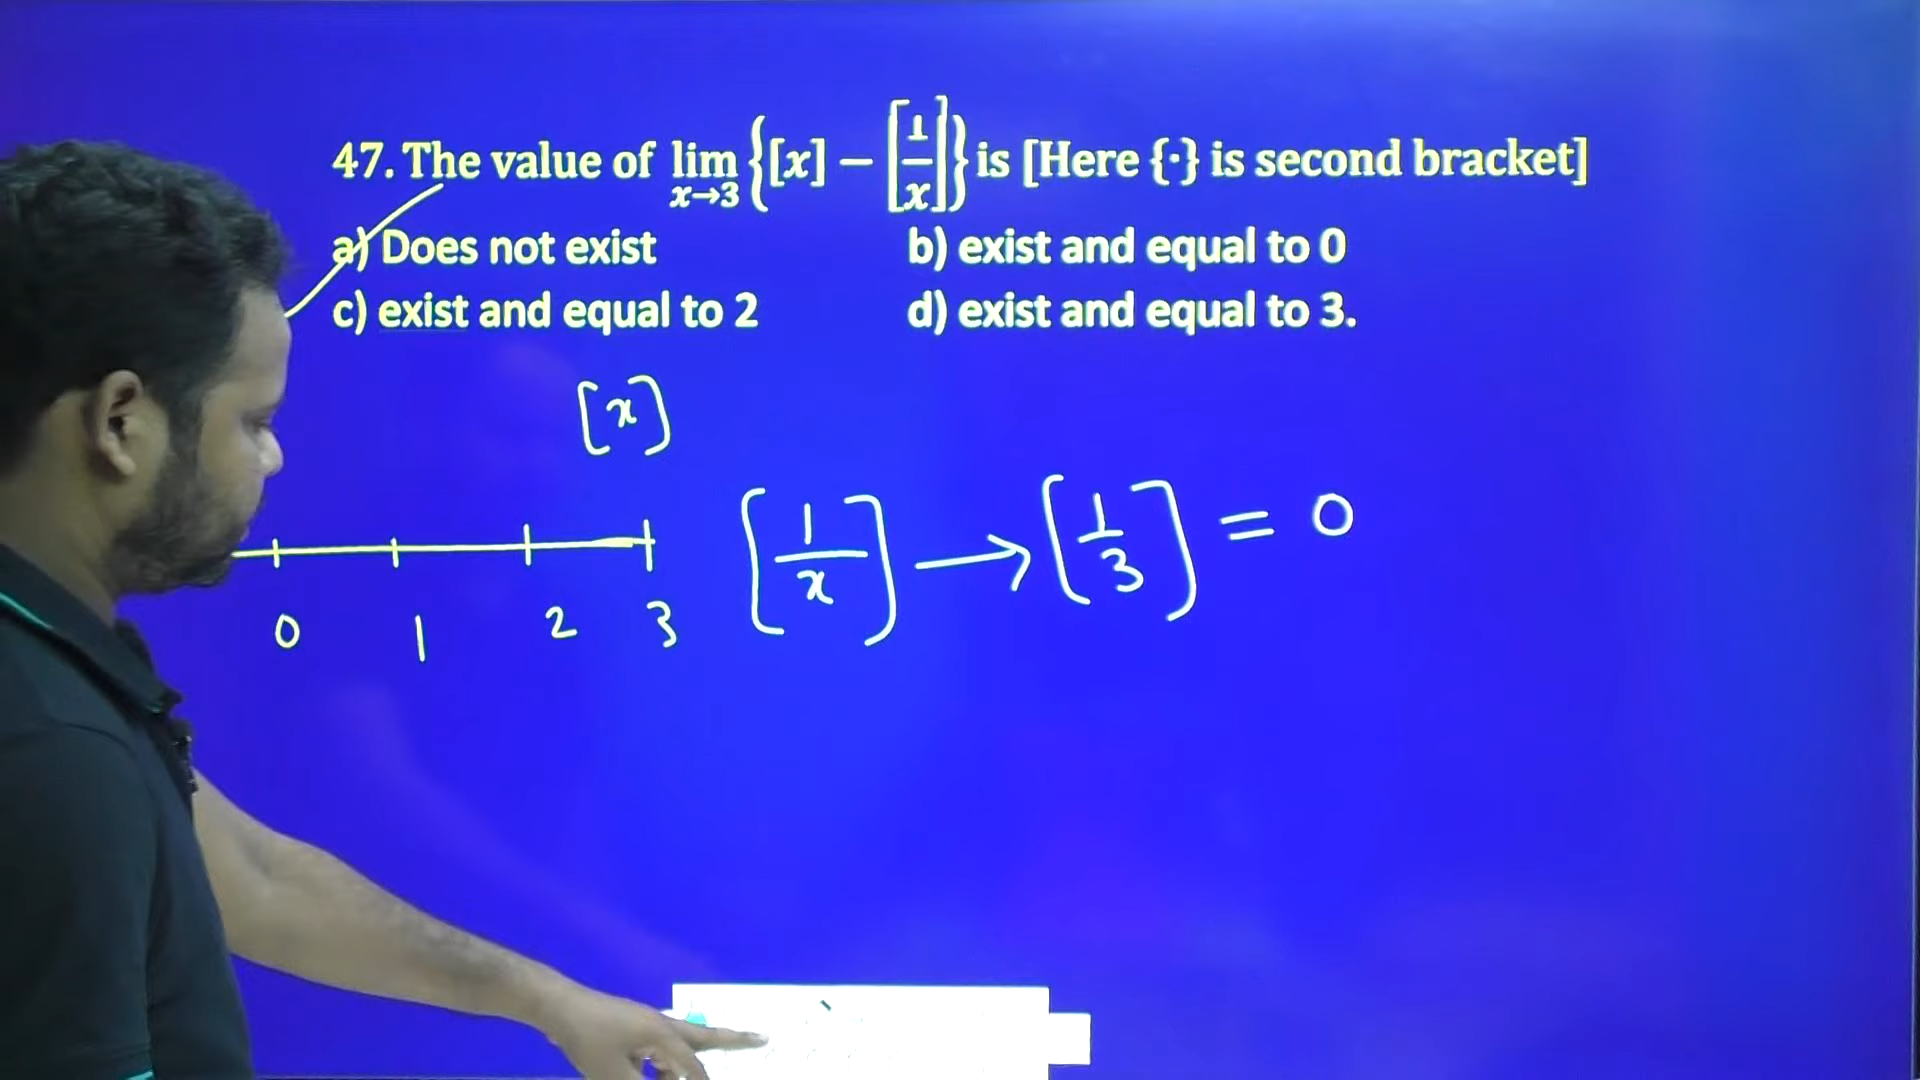 47. The value of lim x→3 {[x] − [1/x]} is [Here {·} is second bracket]
a) Does not exist b) exist and equal to 0
c) exist and equal to 2 d) exist and equal to 3.
[x]
[1/x] → [1/3] = 0
0 1 2 3